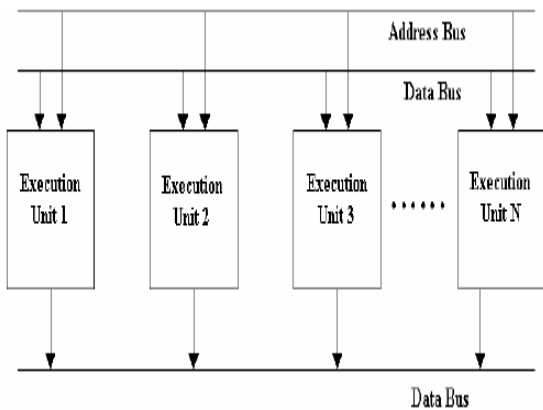 Address Bus
Data Bus
Execution
Unit 1
Execution
Unit 2
Execution
Unit 3
......
Execution
Unit N
Data Bus